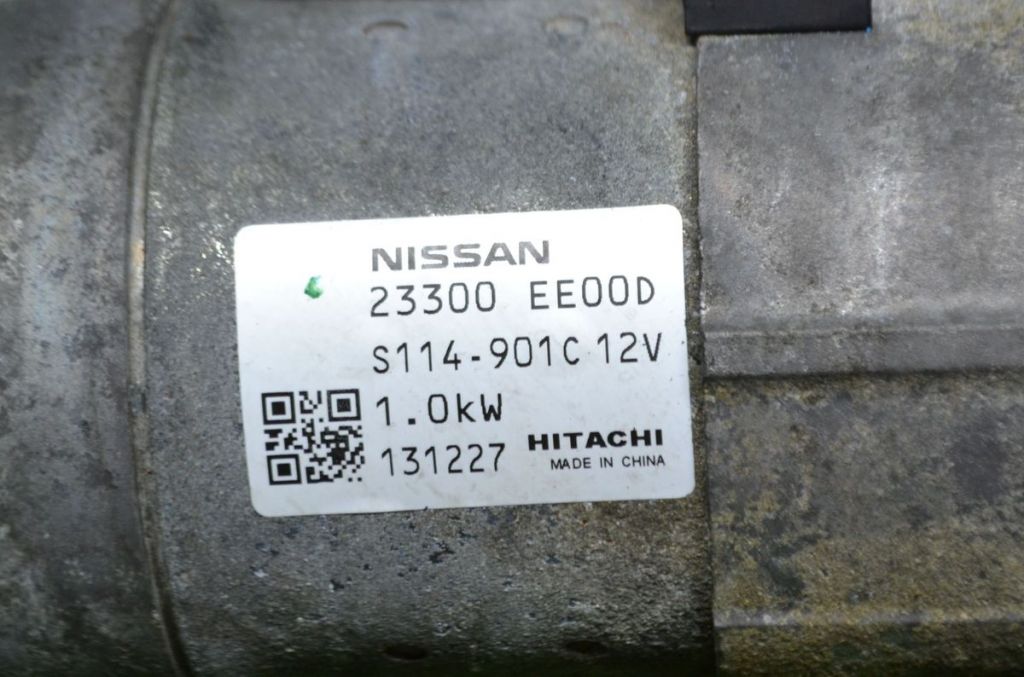 NISSAN
23300 EE00D
S114-901C 12V
1.0kW
131227 HITACHI
MADE IN CHINA